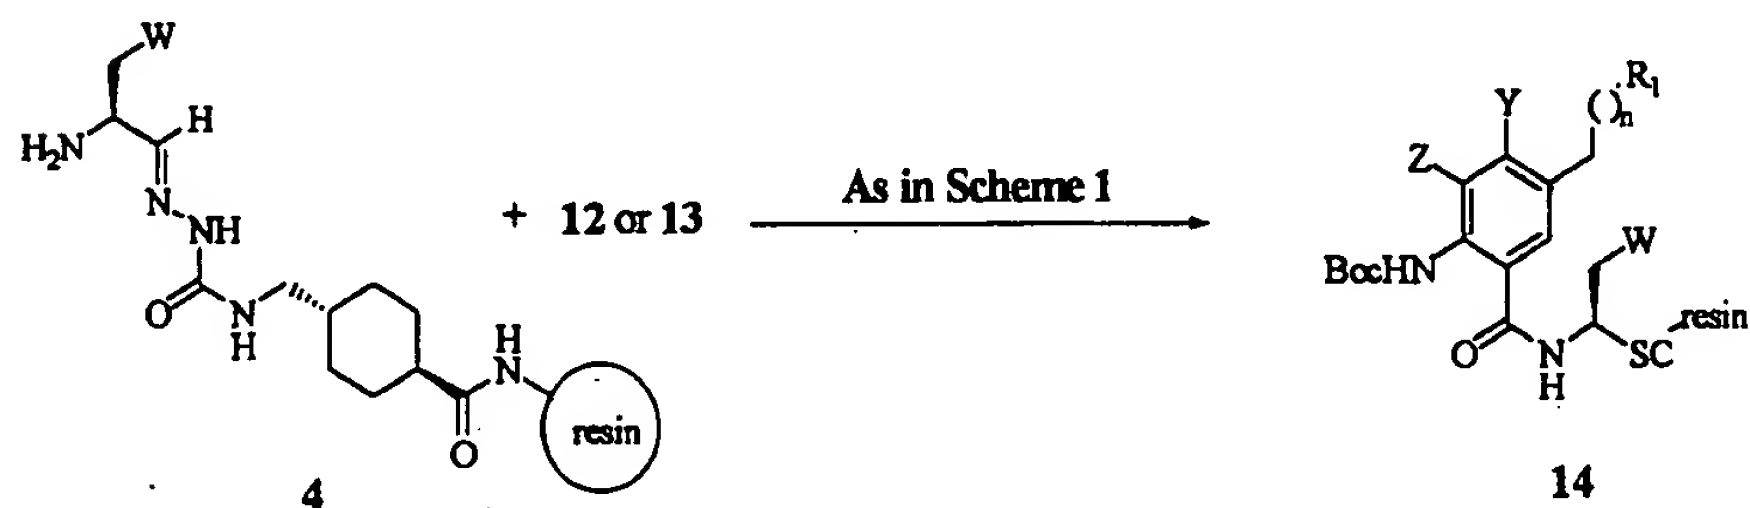 W
H
H₂N
N
NH
O
N
H
H
N
O
resin
4
+ 12 or 13
As in Scheme 1
R₁
( )ₙ
Y
Z
BocHN
W
O
N
H
SC
resin
14